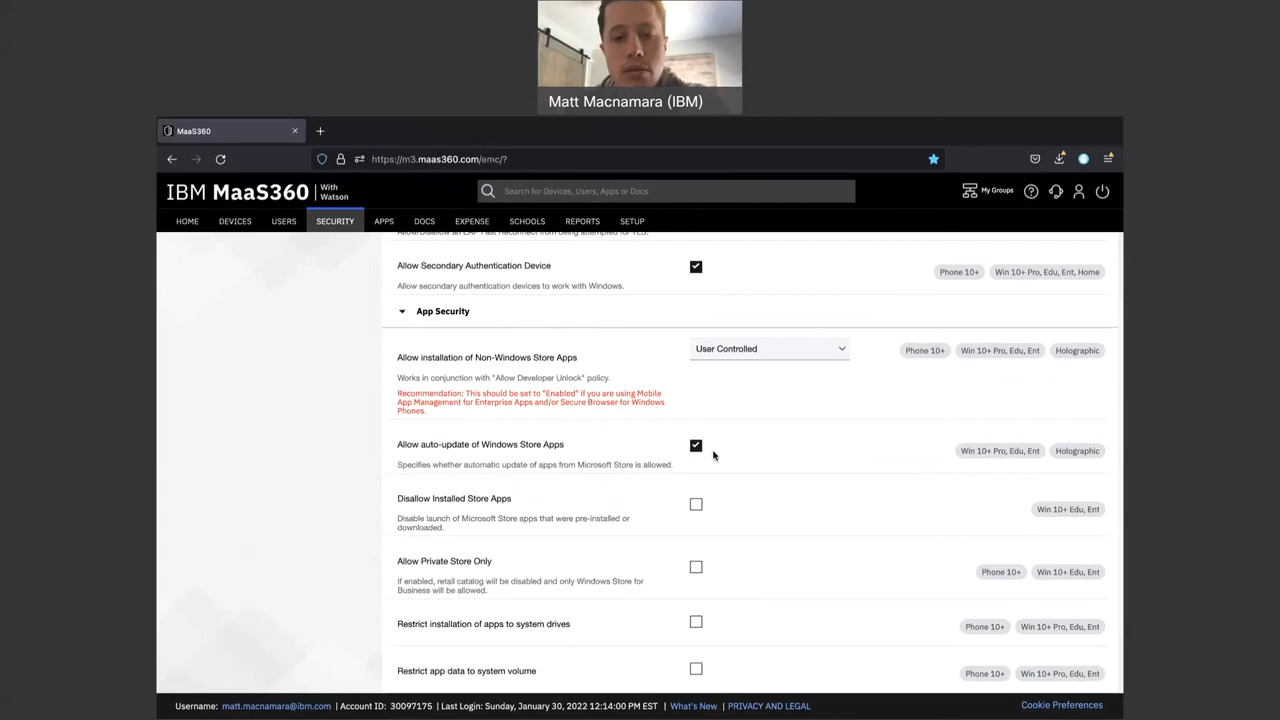 Matt Macnamara (IBM)
MaaS360
https://m3.maas360.com/emc/?
IBM MaaS360 | With Watson
Search for Devices, Users, Apps or Docs
My Groups
HOME DEVICES USERS SECURITY APPS DOCS EXPENSE SCHOOLS REPORTS SETUP
Allow Secondary Authentication Device
Phone 10+ Win 10+ Pro, Edu, Ent, Home
Allow secondary authentication devices to work with Windows.
App Security
Allow installation of Non-Windows Store Apps
User Controlled
Phone 10+ Win 10+ Pro, Edu, Ent Holographic
Works in conjunction with "Allow Developer Unlock" policy.
Recommendation: This should be set to "Enabled" if you are using Mobile
App Management for Enterprise Apps and/or Secure Browser for Windows
Phones.
Allow auto-update of Windows Store Apps
Win 10+ Pro, Edu, Ent Holographic
Specifies whether automatic update of apps from Microsoft Store is allowed.
Disallow Installed Store Apps
Win 10+ Edu, Ent
Disable launch of Microsoft Store apps that were pre-installed or
downloaded.
Allow Private Store Only
Phone 10+ Win 10+ Edu, Ent
If enabled, retail catalog will be disabled and only Windows Store for
Business will be allowed.
Restrict installation of apps to system drives
Phone 10+ Win 10+ Pro, Edu, Ent
Restrict app data to system volume
Phone 10+ Win 10+ Pro, Edu, Ent
Username: matt.macnamara@ibm.com | Account ID: 30097175 | Last Login: Sunday, January 30, 2022 12:14:00 PM EST | What's New | PRIVACY AND LEGAL
Cookie Preferences